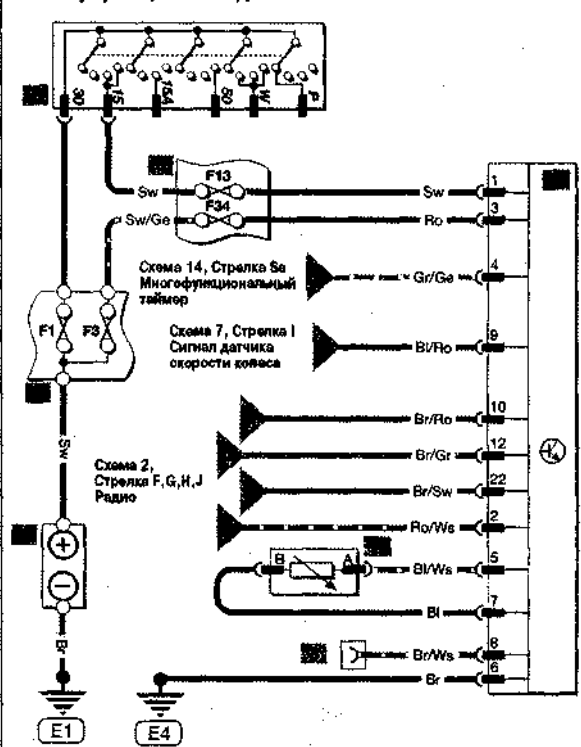 30 15 15A 50 W P
F13
Sw Sw 1
F34
Sw/Ge Ro 3
Схема 14, Стрелка Se
Многофункциональный
таймер
Gr/Ge 4
F1 F3
Схема 7, Стрелка I
Сигнал датчика
скорости колеса
Bl/Ro 9
Br/Ro 10
Br/Gr 12
Sw
Схема 2,
Стрелка F,G,H,J
Радио
Br/Sw 22
Ro/Ws 2
+
B A Bl/Ws 5
−
Bl 7
Br
Br/Ws 8
Br 6
E1 E4